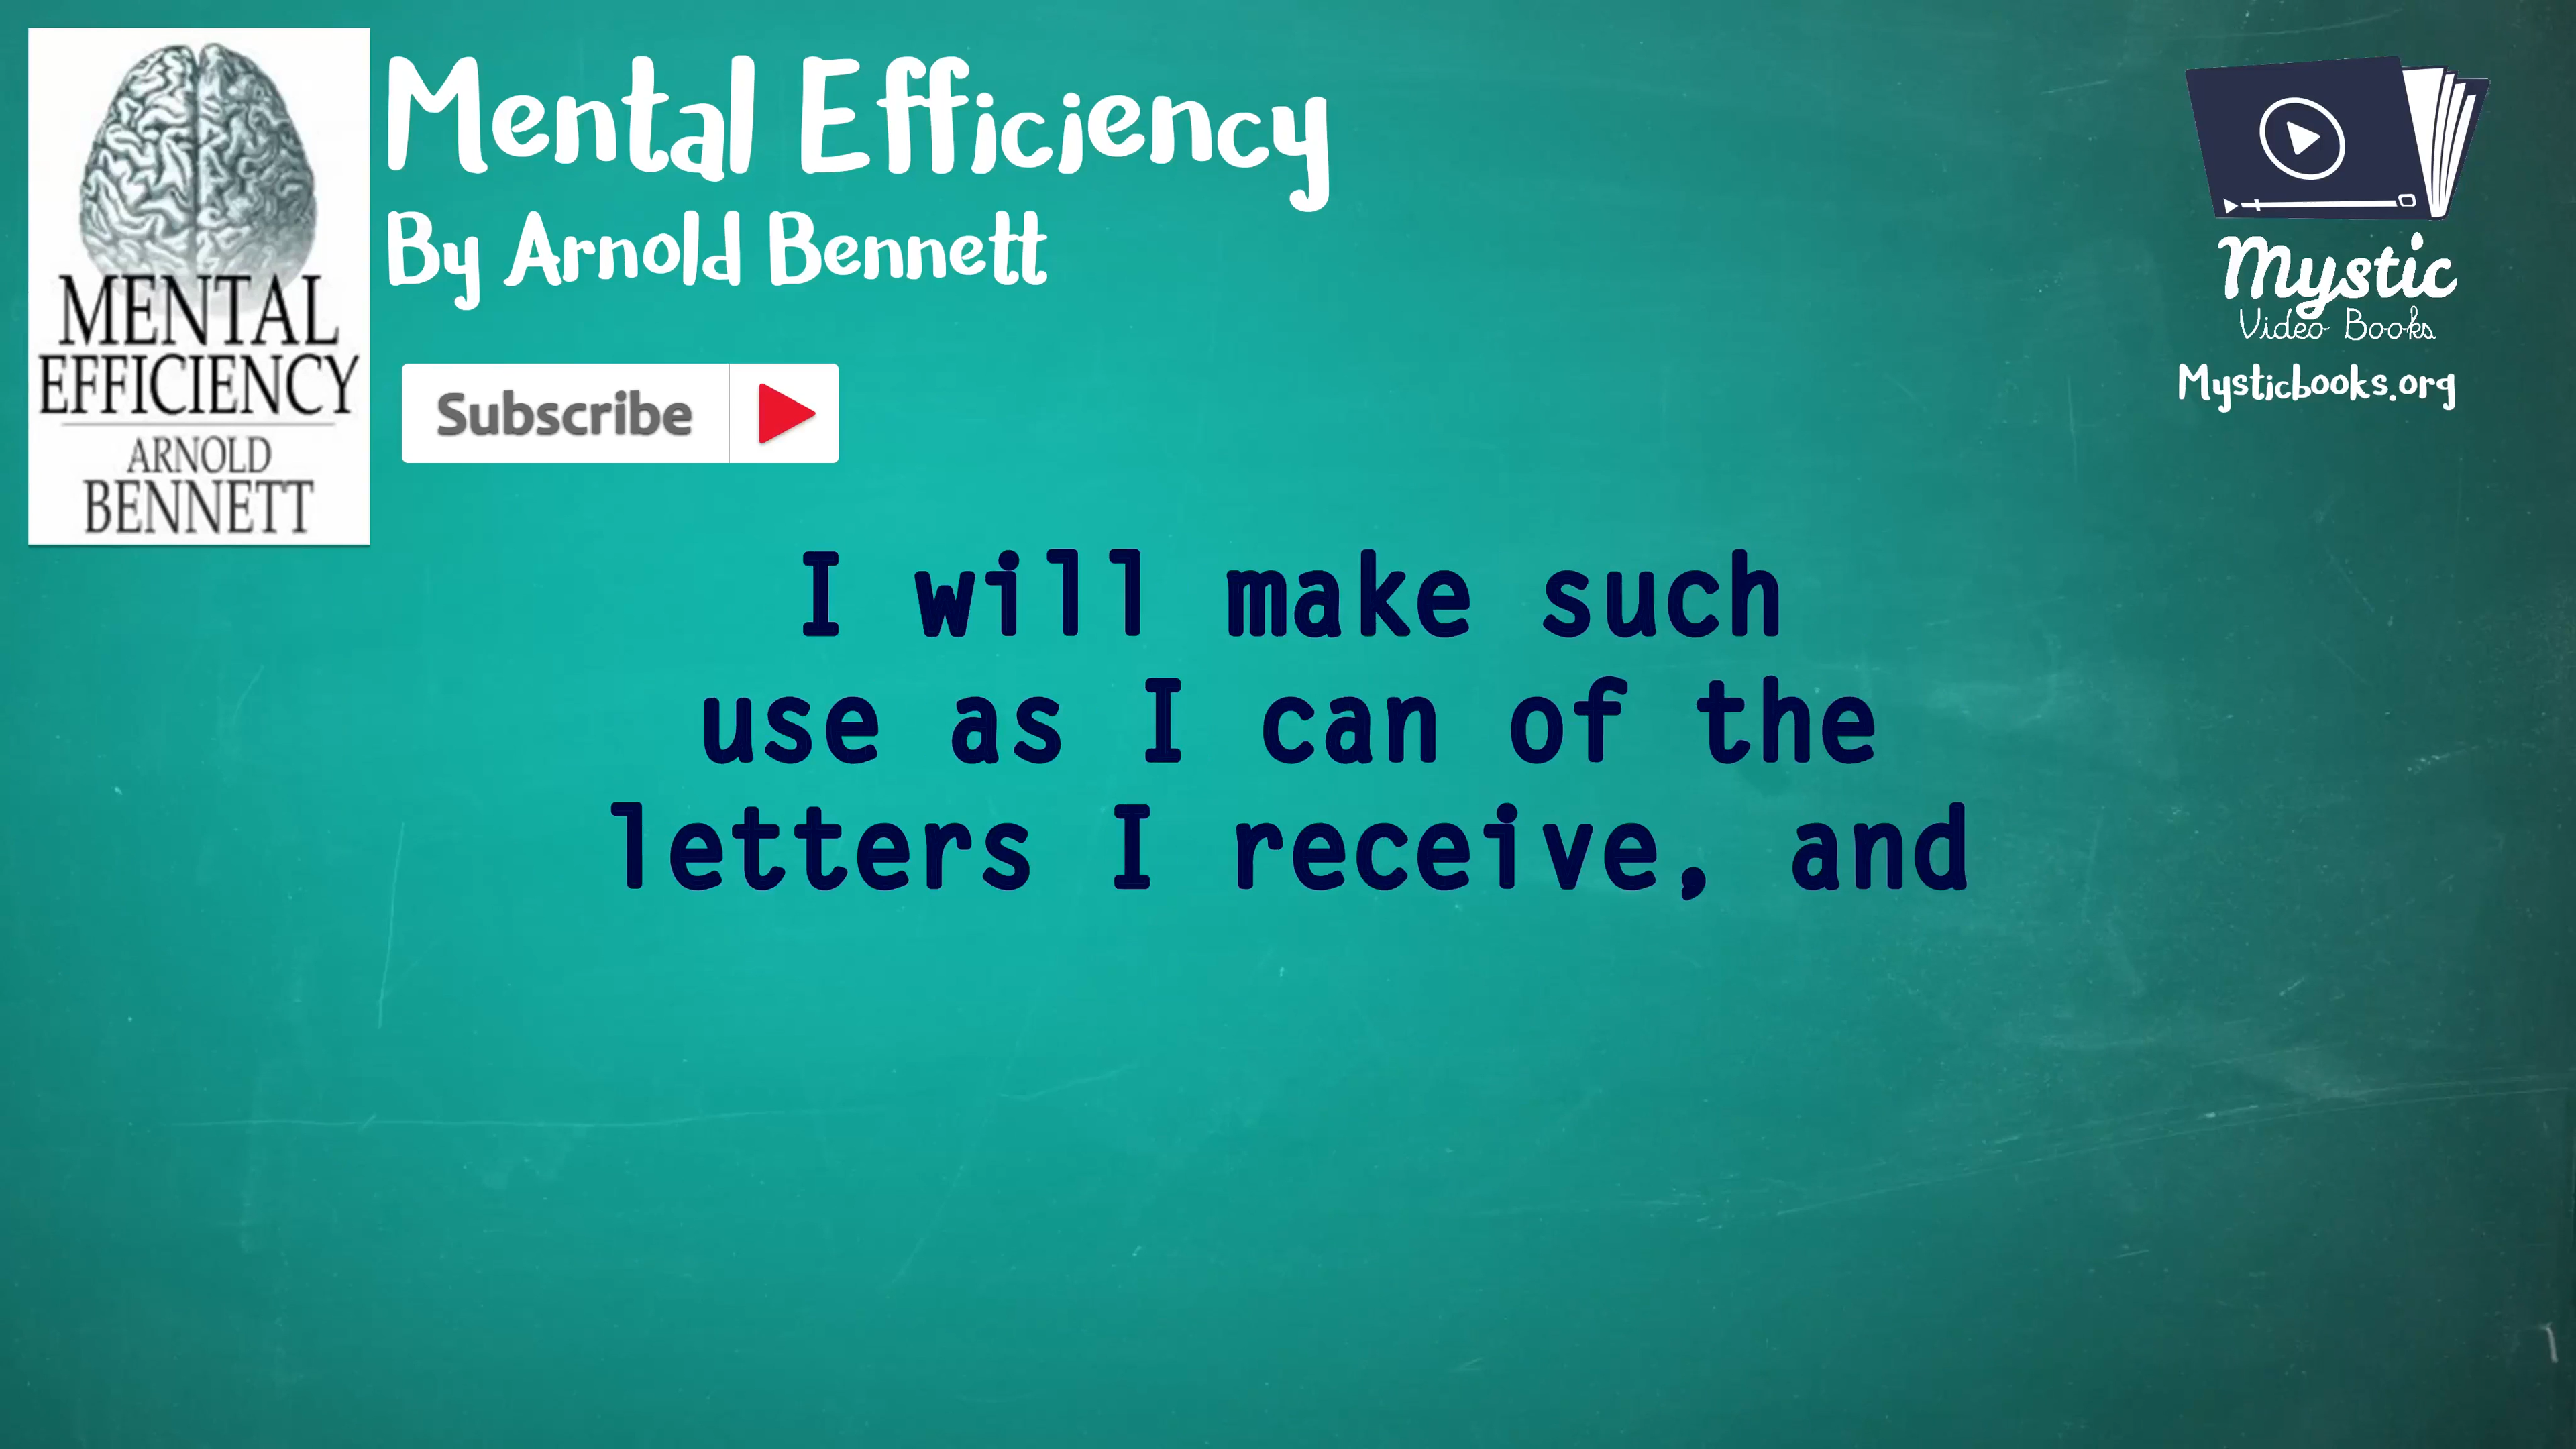 Mental Efficiency
By Arnold Bennett
MENTAL
EFFICIENCY
ARNOLD
BENNETT
Subscribe
Mystic
Video Books
Mysticbooks.org
I will make such
use as I can of the
letters I receive, and